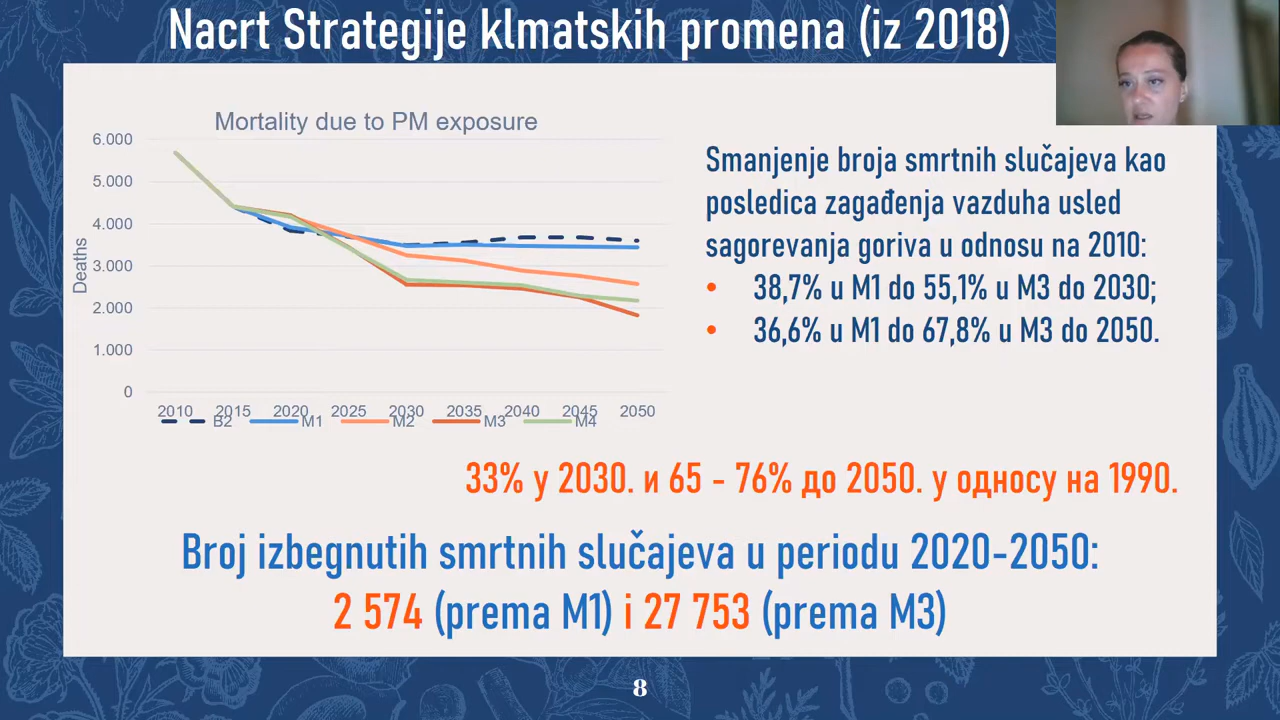 Nacrt Strategije klmatskih promena (iz 2018)
Mortality due to PM exposure
6.000
5.000
4.000
3.000
2.000
1.000
0
Deaths
2010 2015 2020 2025 2030 2035 2040 2045 2050
B2 M1 M2 M3 M4
Smanjenje broja smrtnih slučajeva kao
posledica zagađenja vazduha usled
sagorevanja goriva u odnosu na 2010:
• 38,7% u M1 do 55,1% u M3 do 2030;
• 36,6% u M1 do 67,8% u M3 do 2050.
33% у 2030. и 65 - 76% до 2050. у односу на 1990.
Broj izbegnutih smrtnih slučajeva u periodu 2020-2050:
2 574 (prema M1) i 27 753 (prema M3)
8